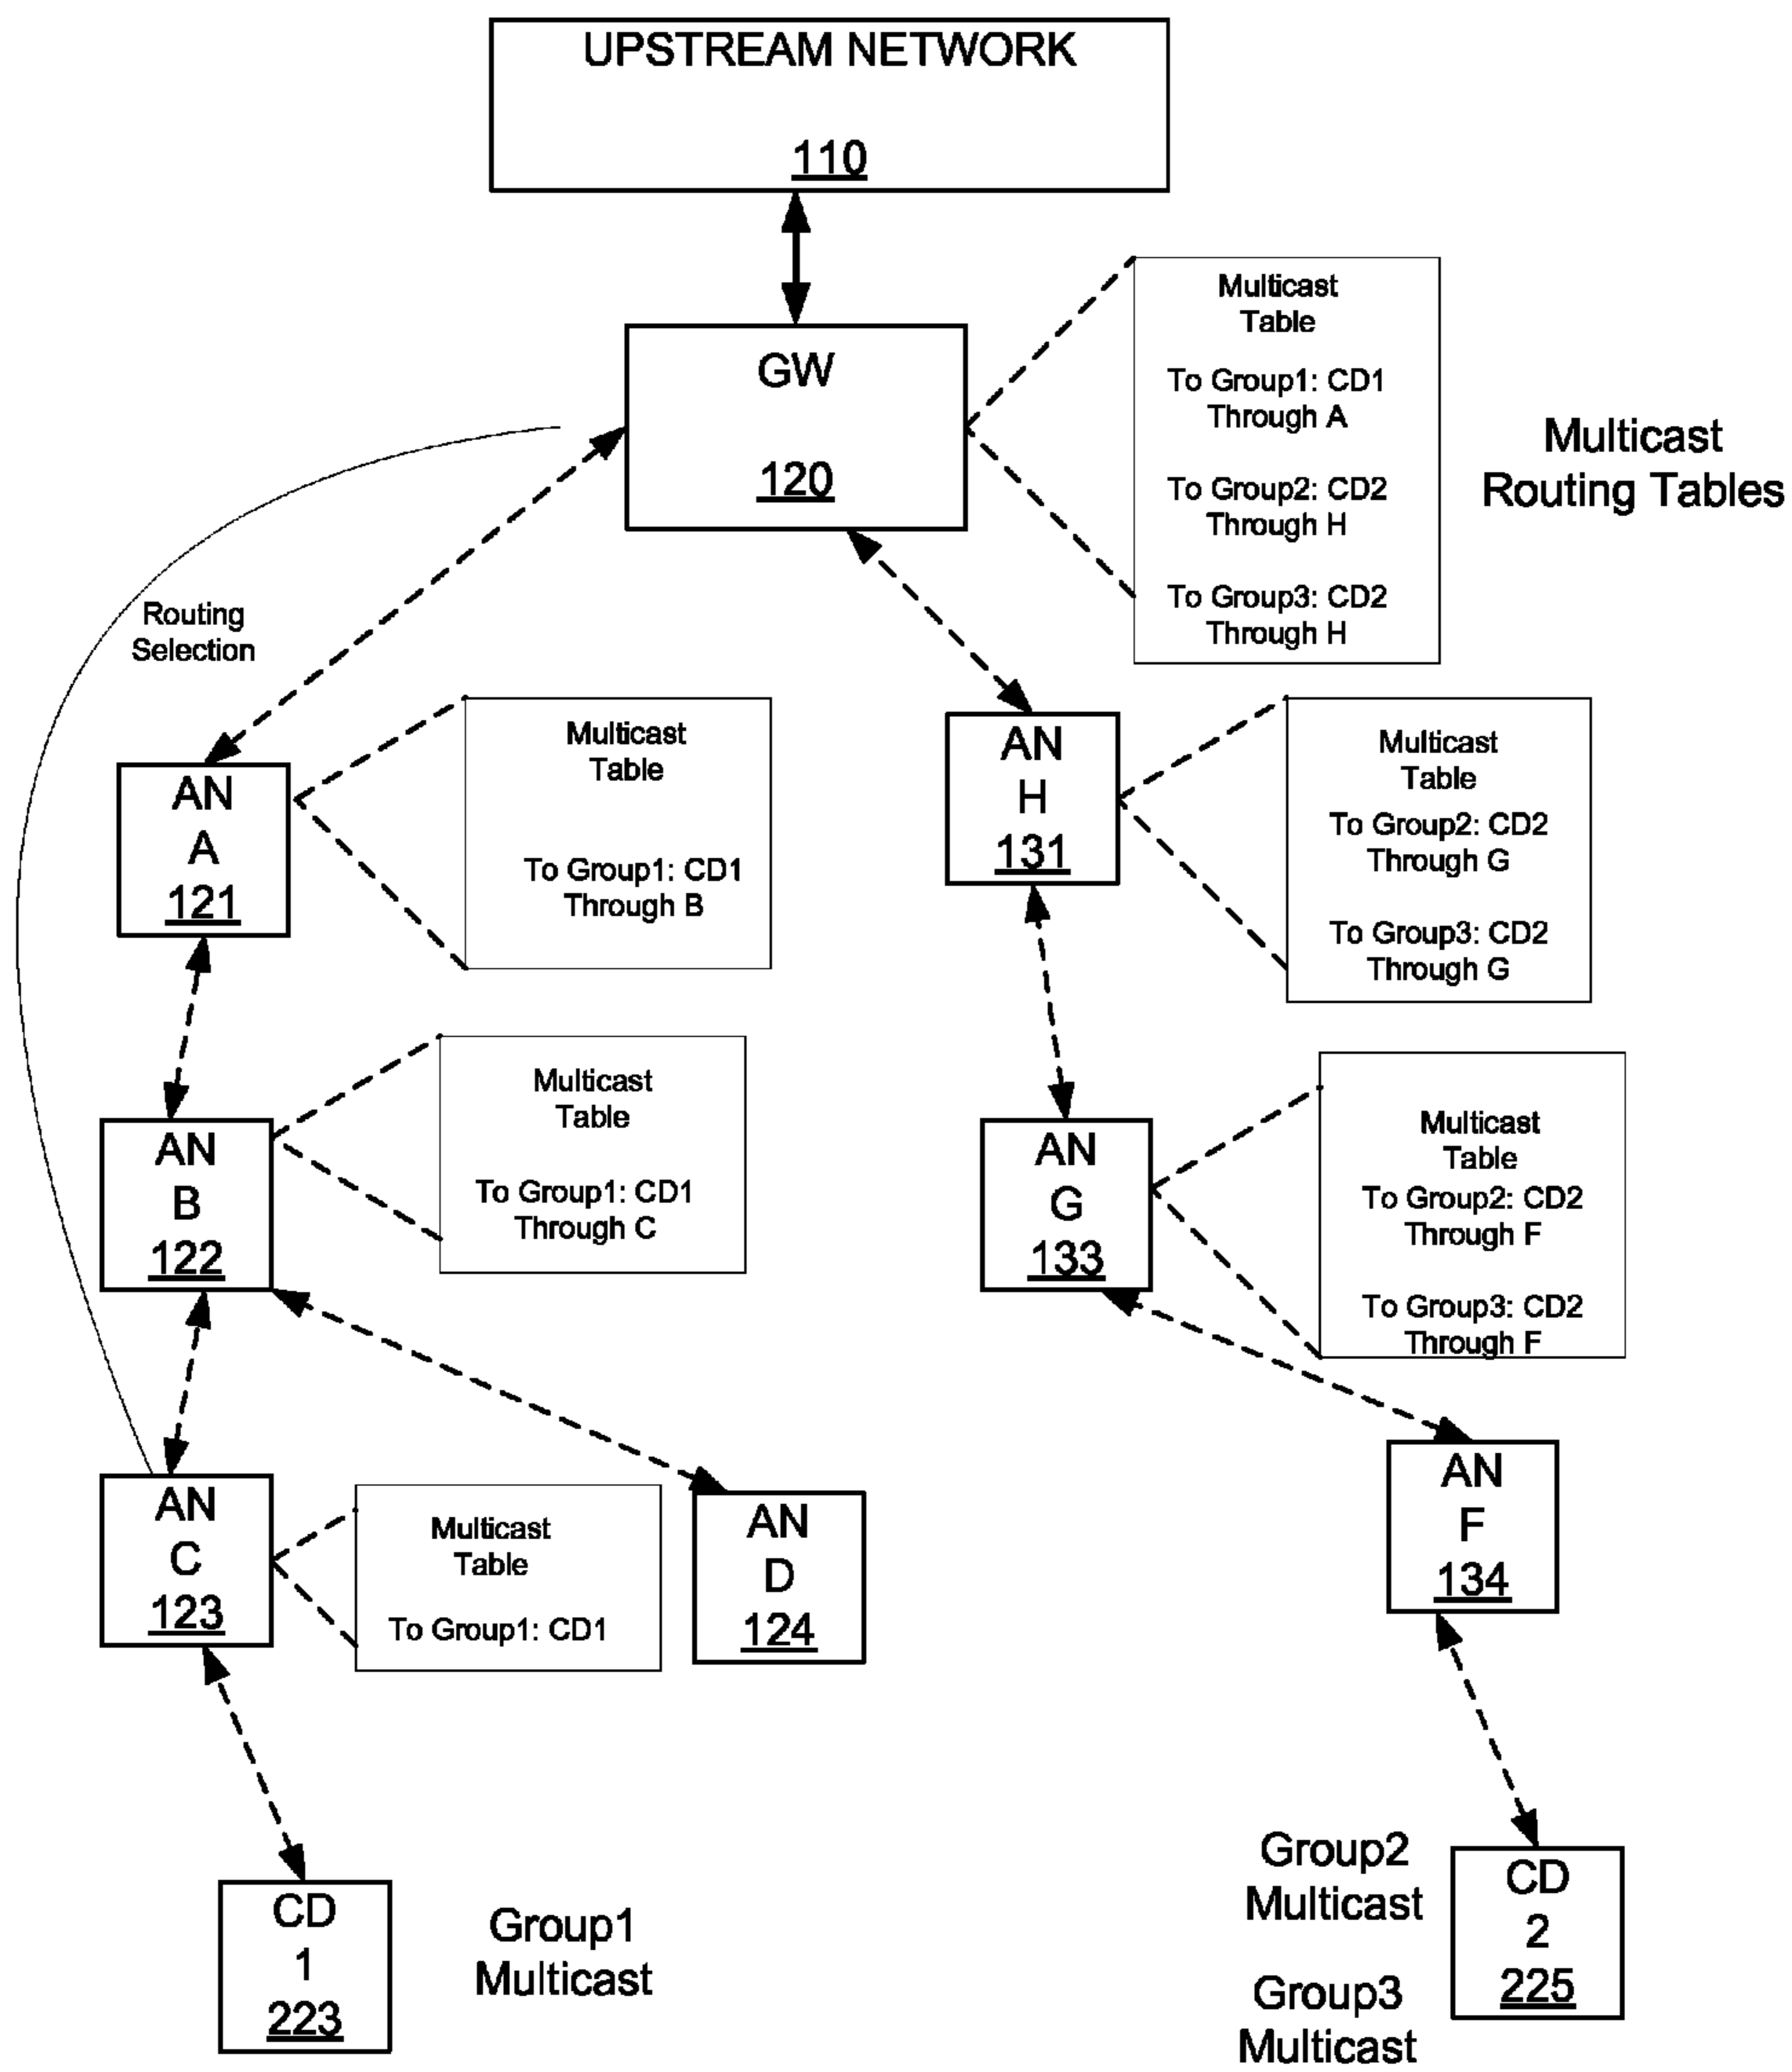 UPSTREAM NETWORK
110
GW
120
Multicast
Table
To Group1: CD1
Through A
To Group2: CD2
Through H
To Group3: CD2
Through H
Multicast
Routing Tables
Routing
Selection
AN
A
121
Multicast
Table
To Group1: CD1
Through B
AN
H
131
Multicast
Table
To Group2: CD2
Through G
To Group3: CD2
Through G
AN
B
122
Multicast
Table
To Group1: CD1
Through C
AN
G
133
Multicast
Table
To Group2: CD2
Through F
To Group3: CD2
Through F
AN
C
123
Multicast
Table
To Group1: CD1
AN
D
124
AN
F
134
CD
1
223
Group1
Multicast
Group2
Multicast
Group3
Multicast
CD
2
225